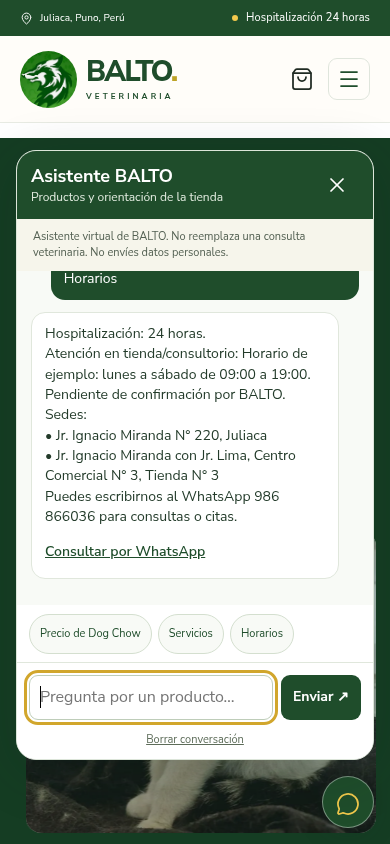 Juliaca, Puno, Perú
Hospitalización 24 horas
BALTO.
VETERINARIA
Asistente BALTO
Productos y orientación de la tienda
Asistente virtual de BALTO. No reemplaza una consulta
veterinaria. No envíes datos personales.
Horarios
Hospitalización: 24 horas.
Atención en tienda/consultorio: Horario de
ejemplo: lunes a sábado de 09:00 a 19:00.
Pendiente de confirmación por BALTO.
Sedes:
• Jr. Ignacio Miranda N° 220, Juliaca
• Jr. Ignacio Miranda con Jr. Lima, Centro
Comercial N° 3, Tienda N° 3
Puedes escribirnos al WhatsApp 986
866036 para consultas o citas.
Consultar por WhatsApp
Precio de Dog Chow
Servicios
Horarios
Pregunta por un producto...
Enviar ↗
Borrar conversación